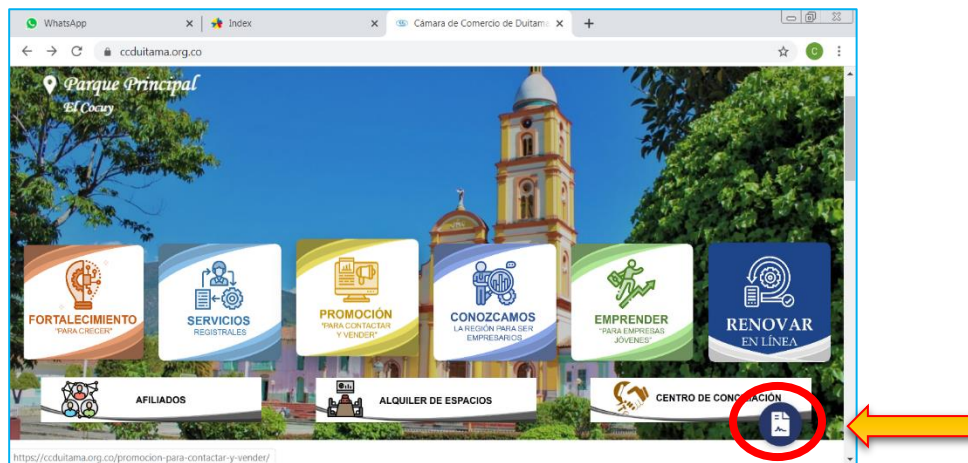 WhatsApp
Index
Cámara de Comercio de Duitama
ccduitama.org.co
C
Parque Principal
El Cocuy
FORTALECIMIENTO
"PARA CRECER"
SERVICIOS
REGISTRALES
PROMOCIÓN
"PARA CONTACTAR
Y VENDER"
CONOZCAMOS
LA REGIÓN PARA SER
EMPRESARIOS
EMPRENDER
"PARA EMPRESAS
JÓVENES"
RENOVAR
EN LÍNEA
AFILIADOS
ALQUILER DE ESPACIOS
CENTRO DE CONCILIACIÓN
https://ccduitama.org.co/promocion-para-contactar-y-vender/